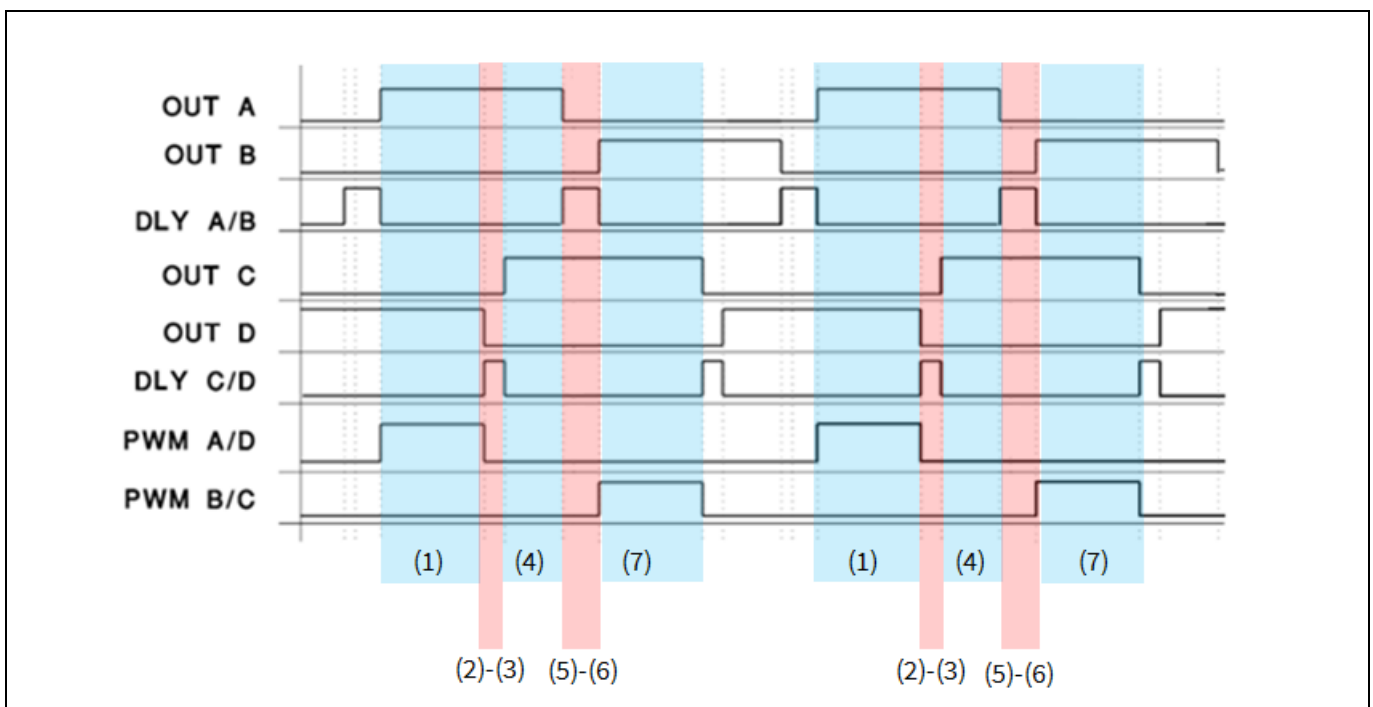 OUT A
OUT B
DLY A/B
OUT C
OUT D
DLY C/D
PWM A/D
PWM B/C
(1) (4) (7) (1) (4) (7)
(2)-(3) (5)-(6) (2)-(3) (5)-(6)